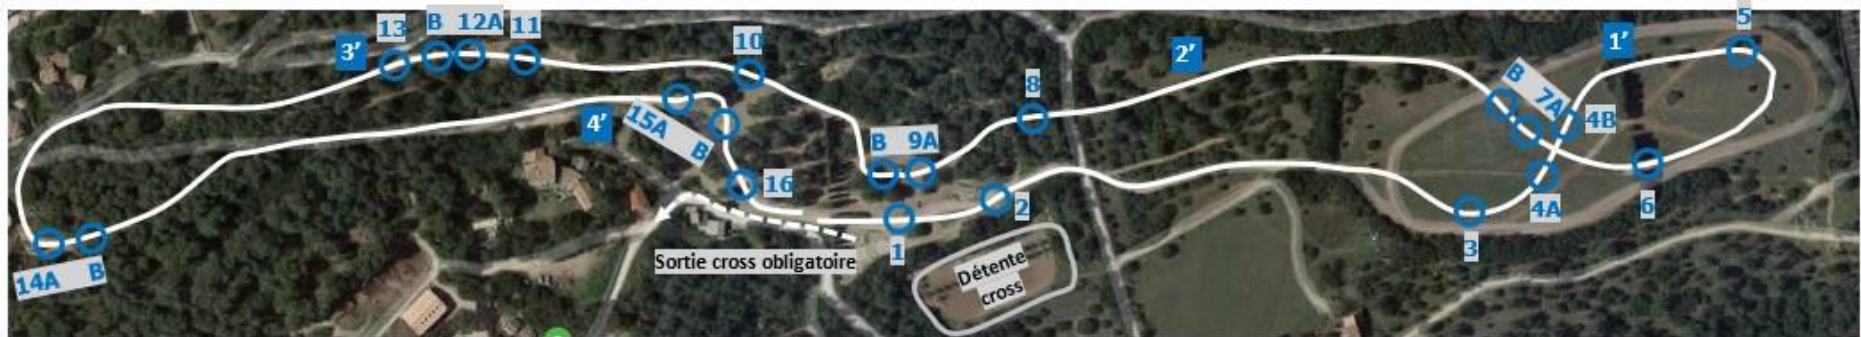 13
B
12A
11
3’
10
8
2’
1’
5
B
7A
4B
4’
15A
B
B
9A
16
2
4A
6
3
1
Sortie cross obligatoire
Détente
cross
14A
B